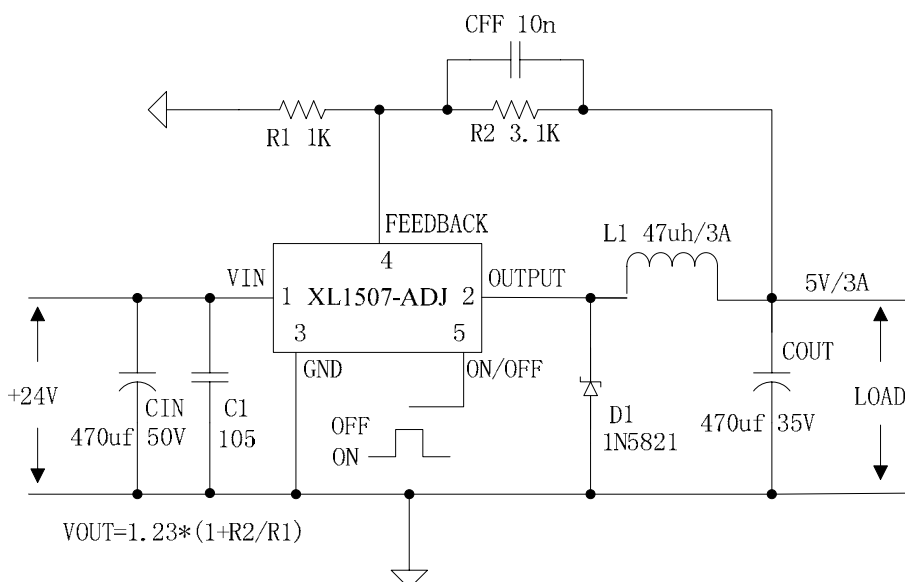 CFF 10n
R1 1K
R2 3.1K
FEEDBACK
4
L1 47uh/3A
VIN
OUTPUT
5V/3A
1 XL1507-ADJ 2
3
5
GND
ON/OFF
COUT
+24V
CIN
C1
D1
LOAD
470uf 50V
105
OFF
ON
1N5821
470uf 35V
VOUT=1.23*(1+R2/R1)